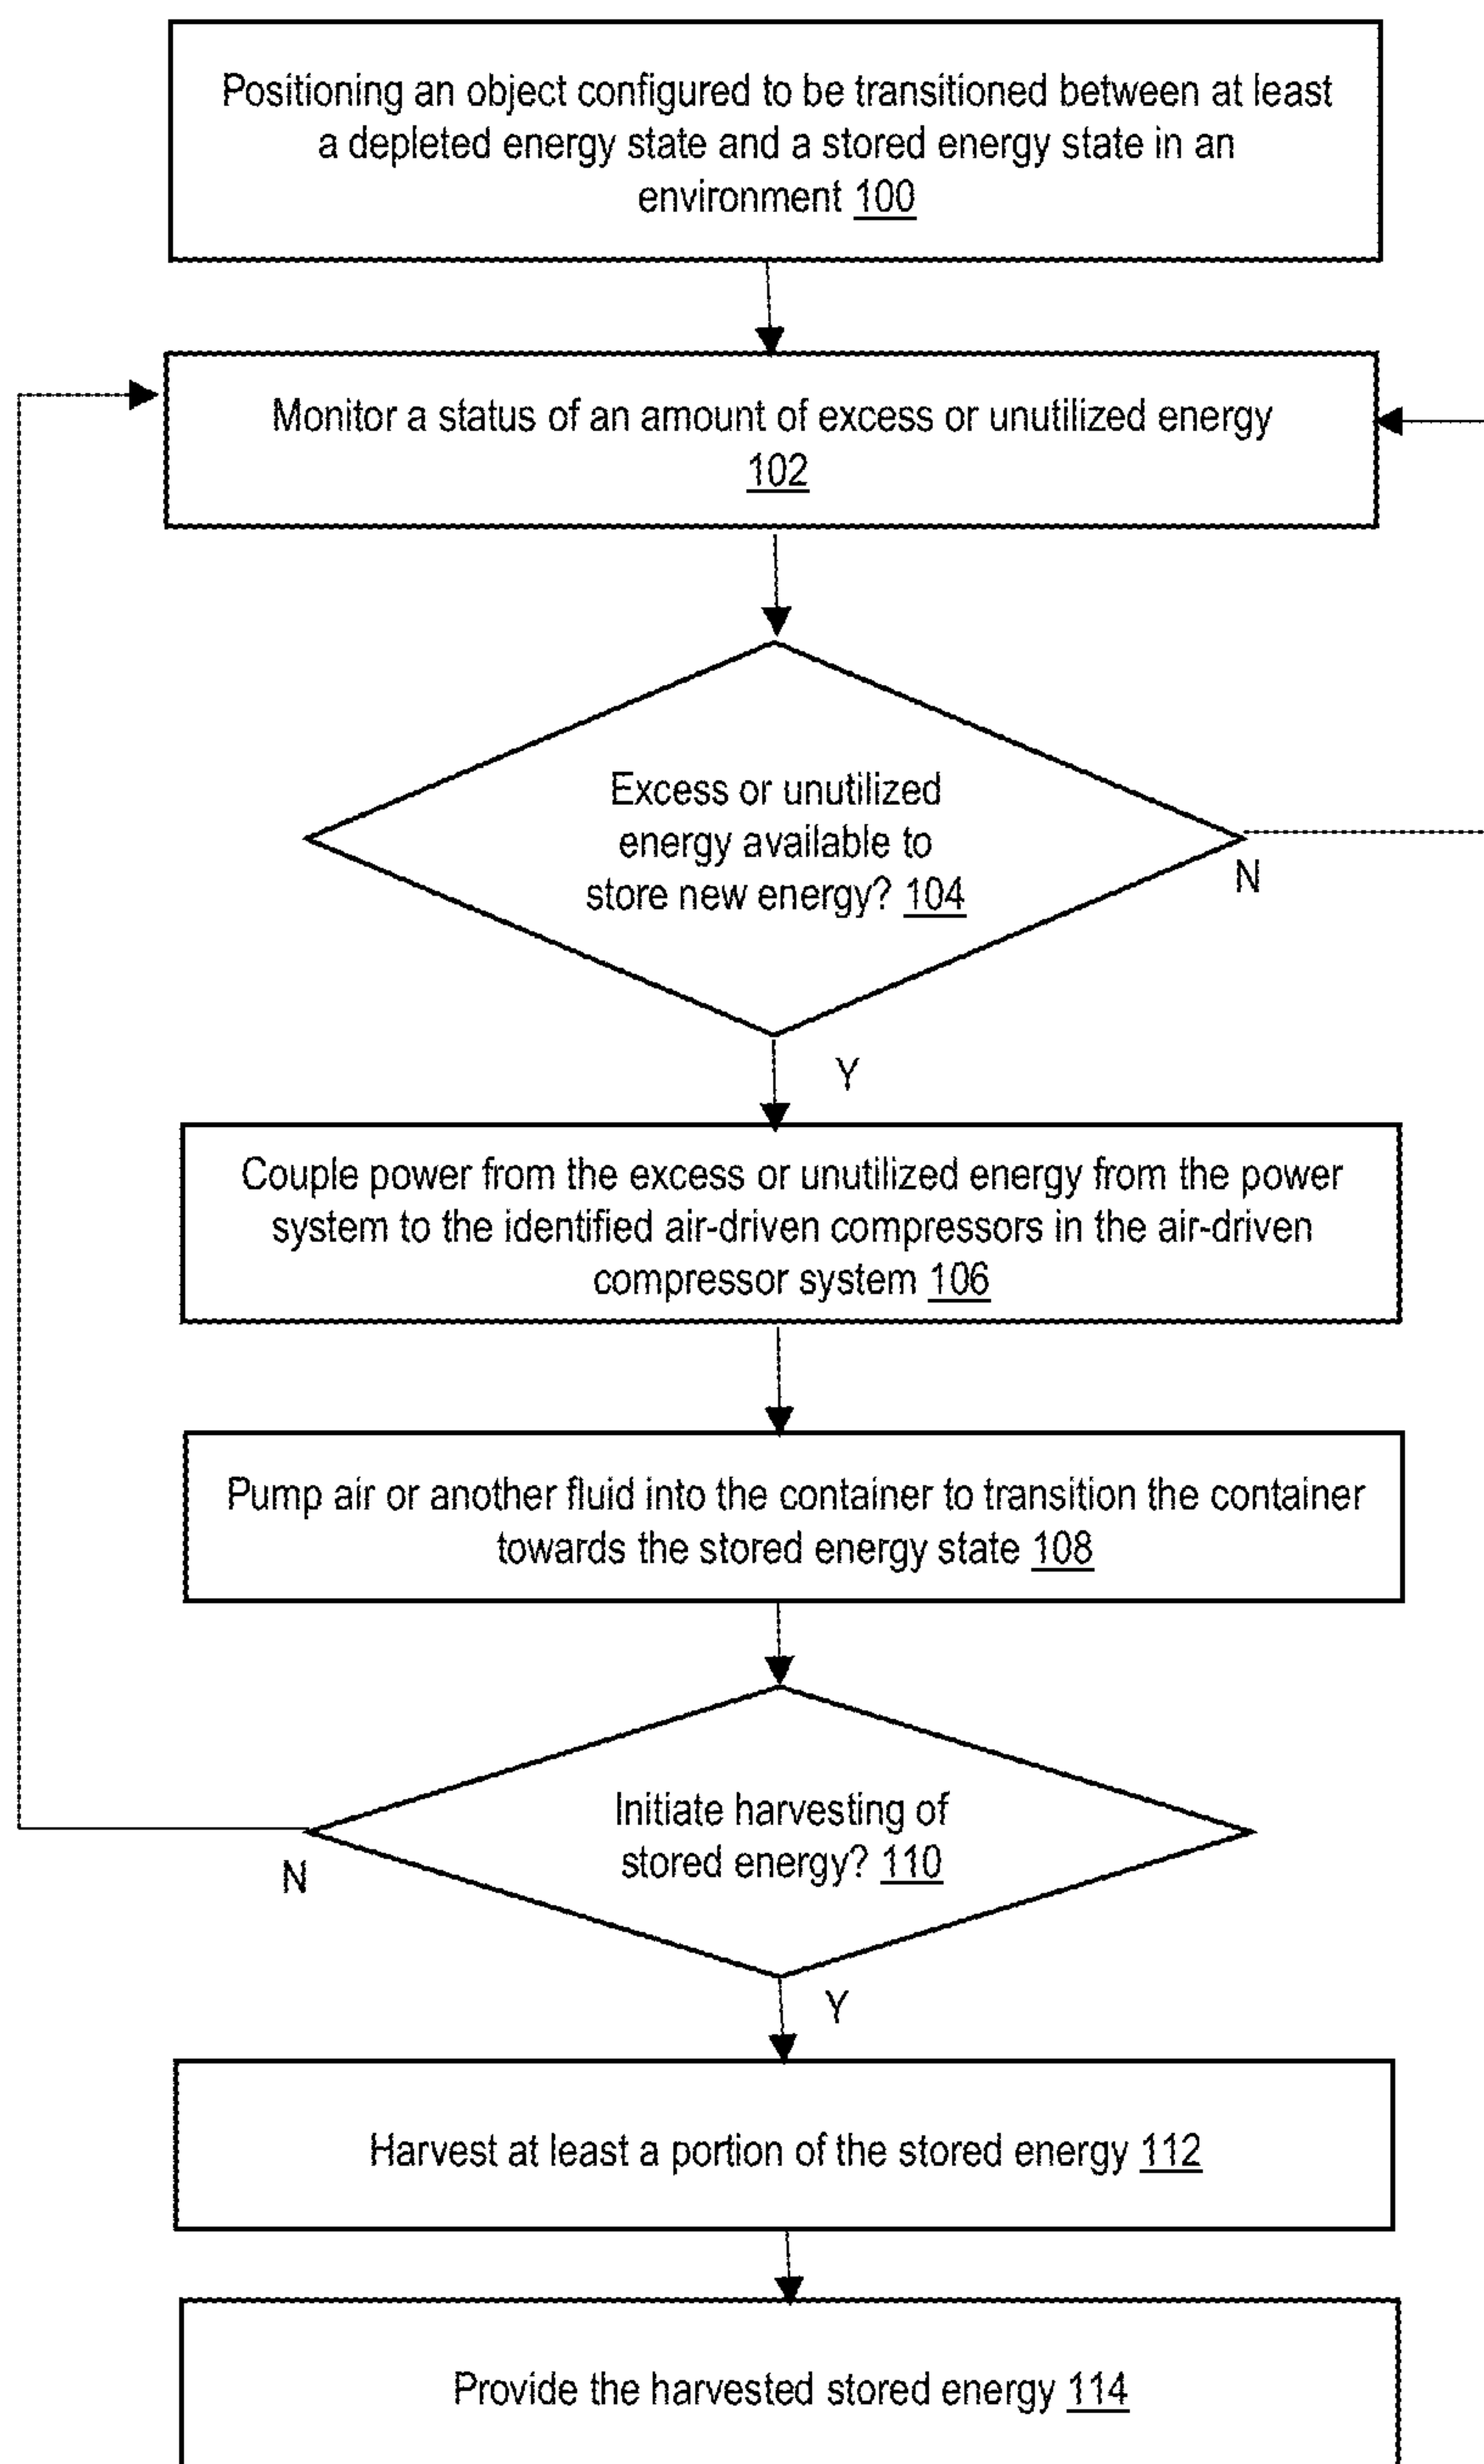 Positioning an object configured to be transitioned between at least
a depleted energy state and a stored energy state in an
environment 100
Monitor a status of an amount of excess or unutilized energy
102
Excess or unutilized
energy available to
store new energy? 104
N
Y
Couple power from the excess or unutilized energy from the power
system to the identified air-driven compressors in the air-driven
compressor system 106
Pump air or another fluid into the container to transition the container
towards the stored energy state 108
Initiate harvesting of
stored energy? 110
N
Y
Harvest at least a portion of the stored energy 112
Provide the harvested stored energy 114